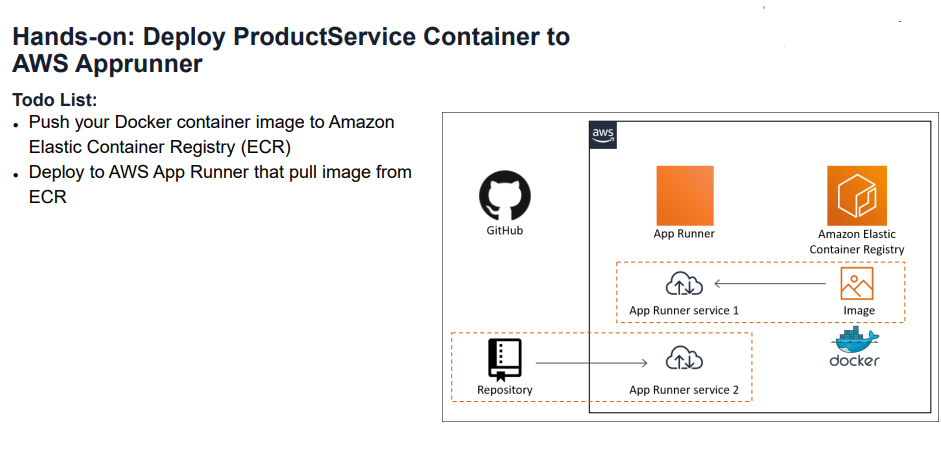 Hands-on: Deploy ProductService Container to
AWS Apprunner
Todo List:
• Push your Docker container image to Amazon
Elastic Container Registry (ECR)
• Deploy to AWS App Runner that pull image from
ECR
aws
GitHub
App Runner
Amazon Elastic
Container Registry
App Runner service 1
Image
docker
Repository
App Runner service 2